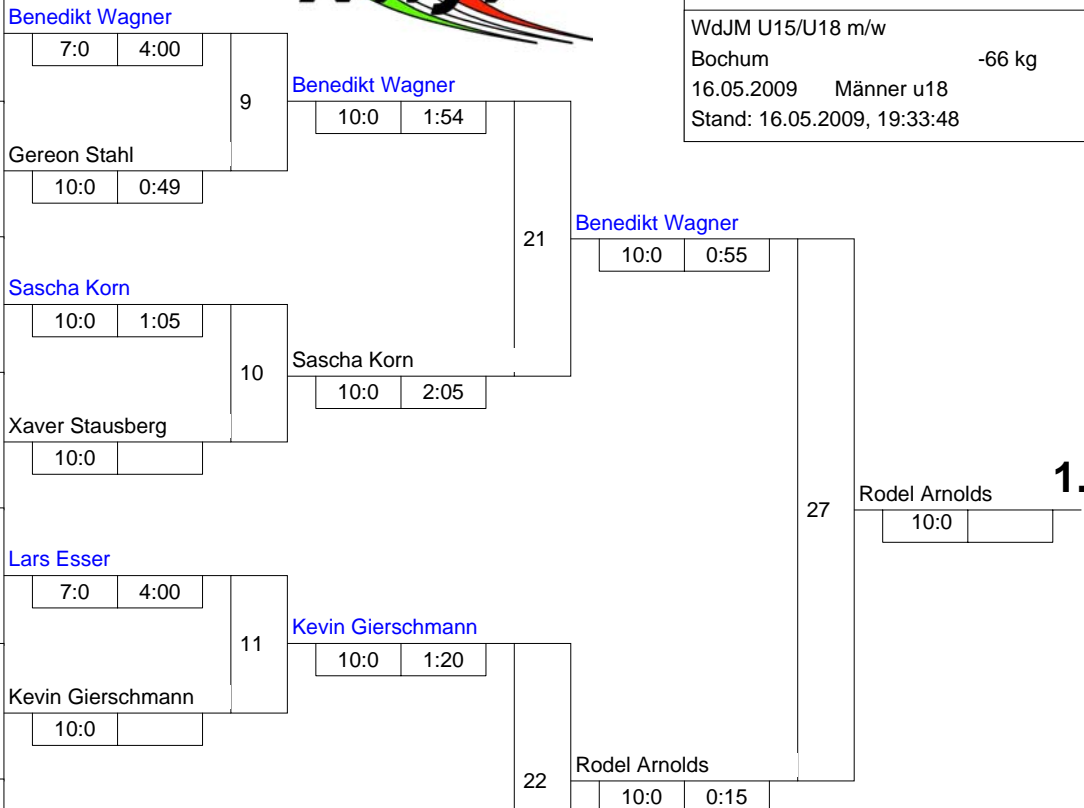 WdJM U15/U18 m/w
Bochum -66 kg
16.05.2009 Männer u18
Stand: 16.05.2009, 19:33:48
Benedikt Wagner
7:0 4:00
9
Gereon Stahl
10:0 0:49
Benedikt Wagner
10:0 1:54
21
Sascha Korn
10:0 1:05
10
Xaver Stausberg
10:0
Sascha Korn
10:0 2:05
Benedikt Wagner
10:0 0:55
27
Rodel Arnolds 1.
10:0
Lars Esser
7:0 4:00
11
Kevin Gierschmann
10:0
Kevin Gierschmann
10:0 1:20
22
Rodel Arnolds
10:0 0:15